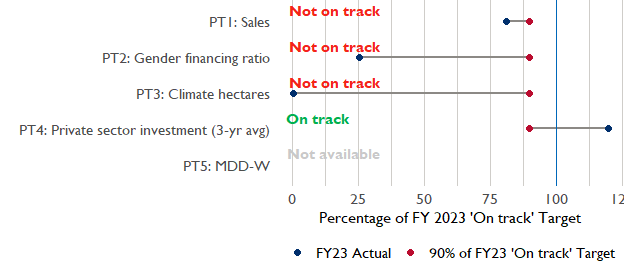 Not on track
PT1: Sales
Not on track
PT2: Gender financing ratio
Not on track
PT3: Climate hectares
On track
PT4: Private sector investment (3-yr avg)
Not available
PT5: MDD-W
0 25 50 75 100 12
Percentage of FY 2023 'On track' Target
FY23 Actual 90% of FY23 'On track' Target